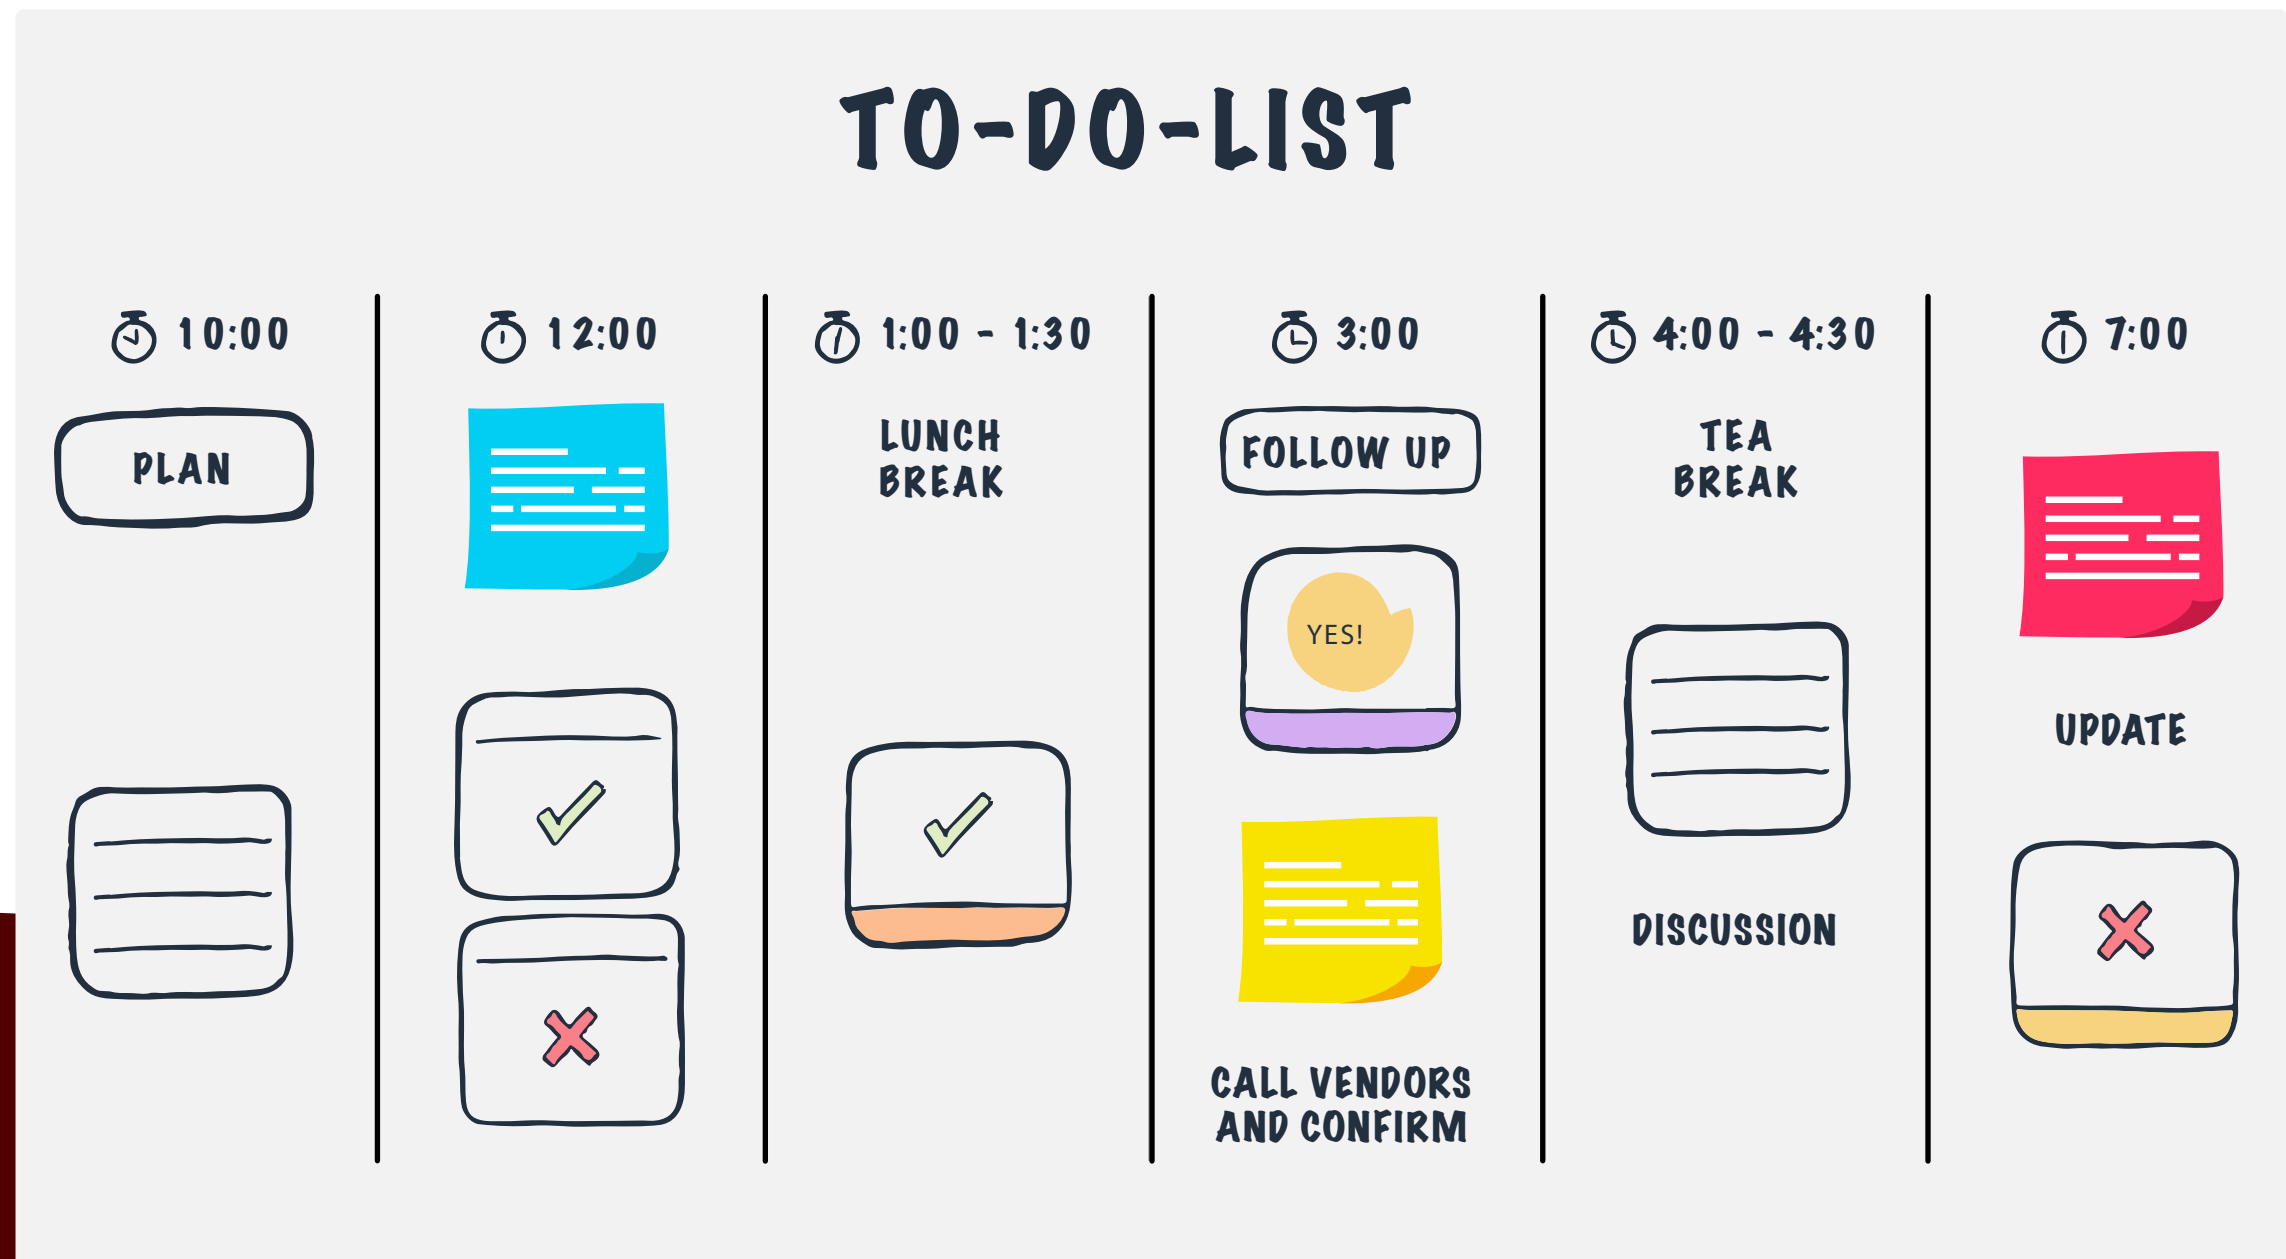 TO-DO-LIST
10:00
PLAN
12:00
1:00 - 1:30
LUNCH
BREAK
3:00
FOLLOW UP
YES!
CALL VENDORS
AND CONFIRM
4:00 - 4:30
TEA
BREAK
DISCUSSION
7:00
UPDATE